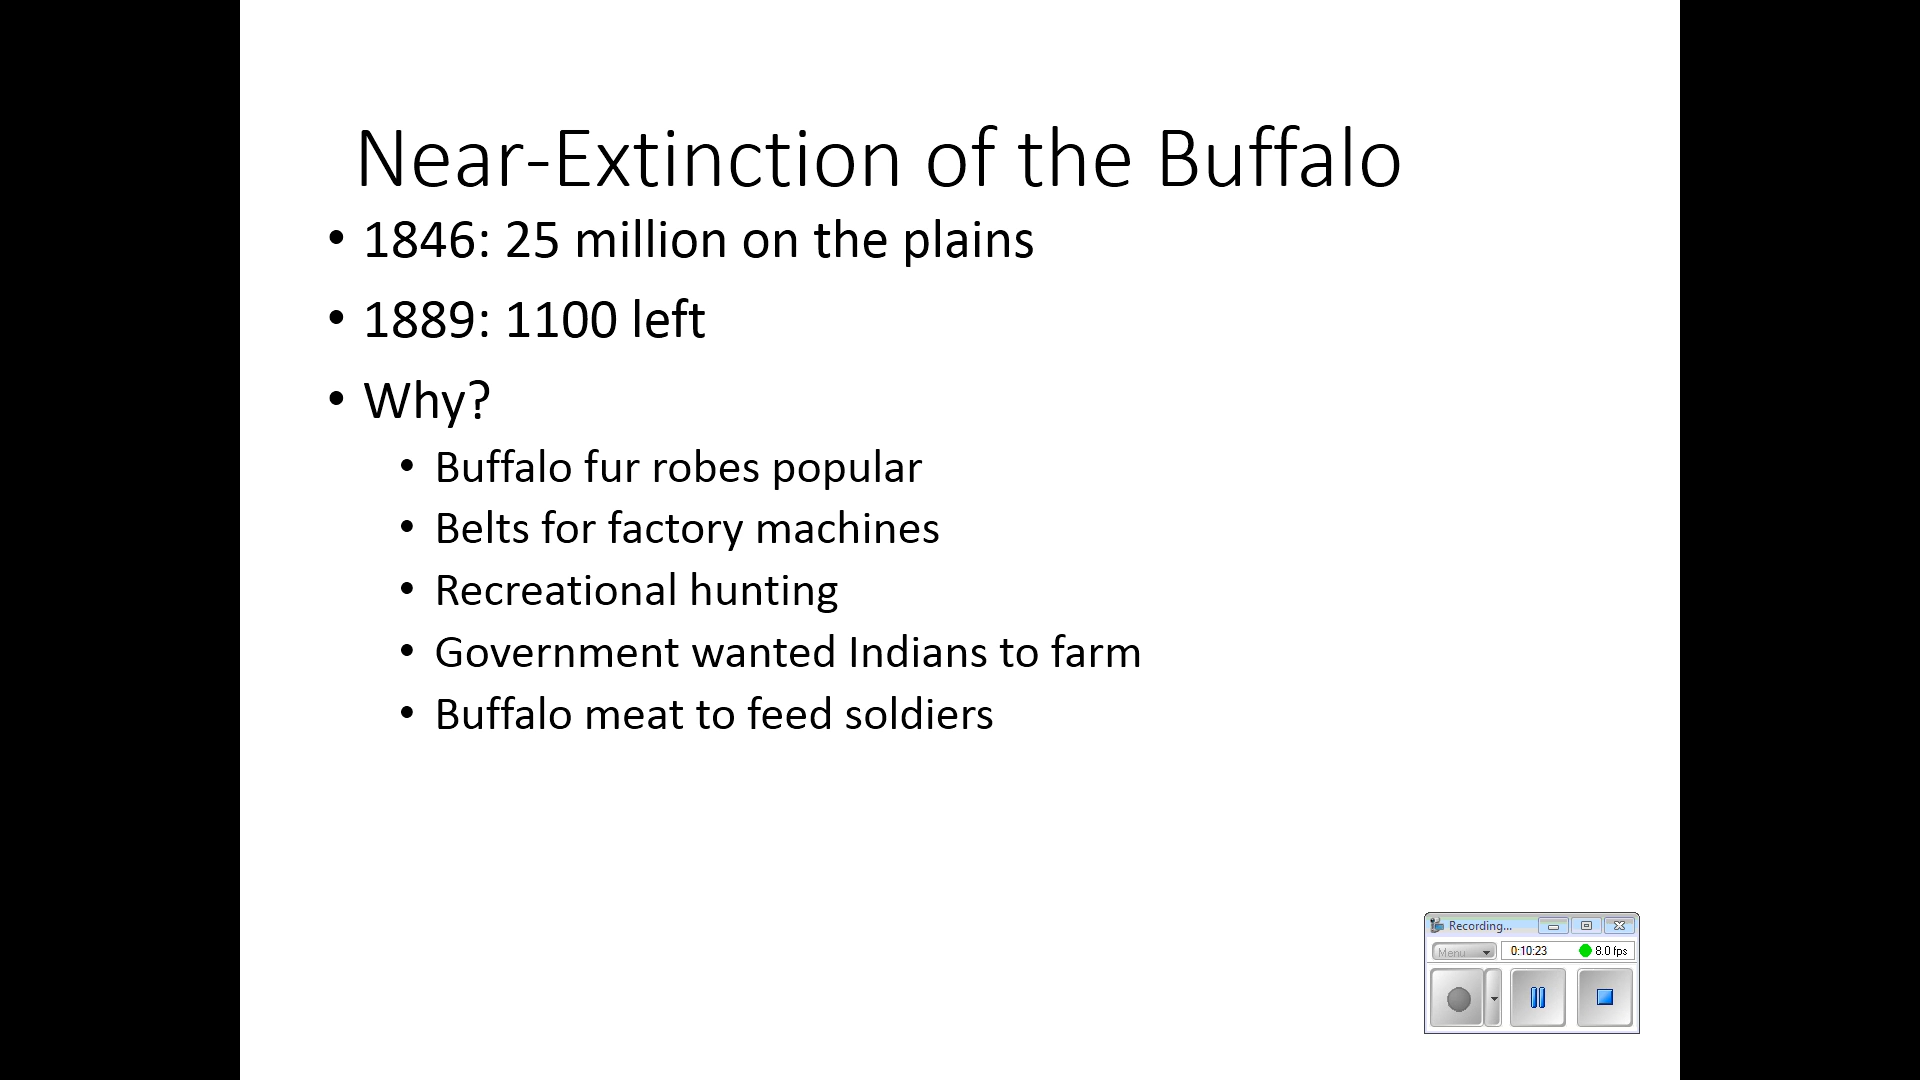 Near-Extinction of the Buffalo
• 1846: 25 million on the plains
• 1889: 1100 left
• Why?
• Buffalo fur robes popular
• Belts for factory machines
• Recreational hunting
• Government wanted Indians to farm
• Buffalo meat to feed soldiers
Recording...
Menu 0:10:23 8.0 fps